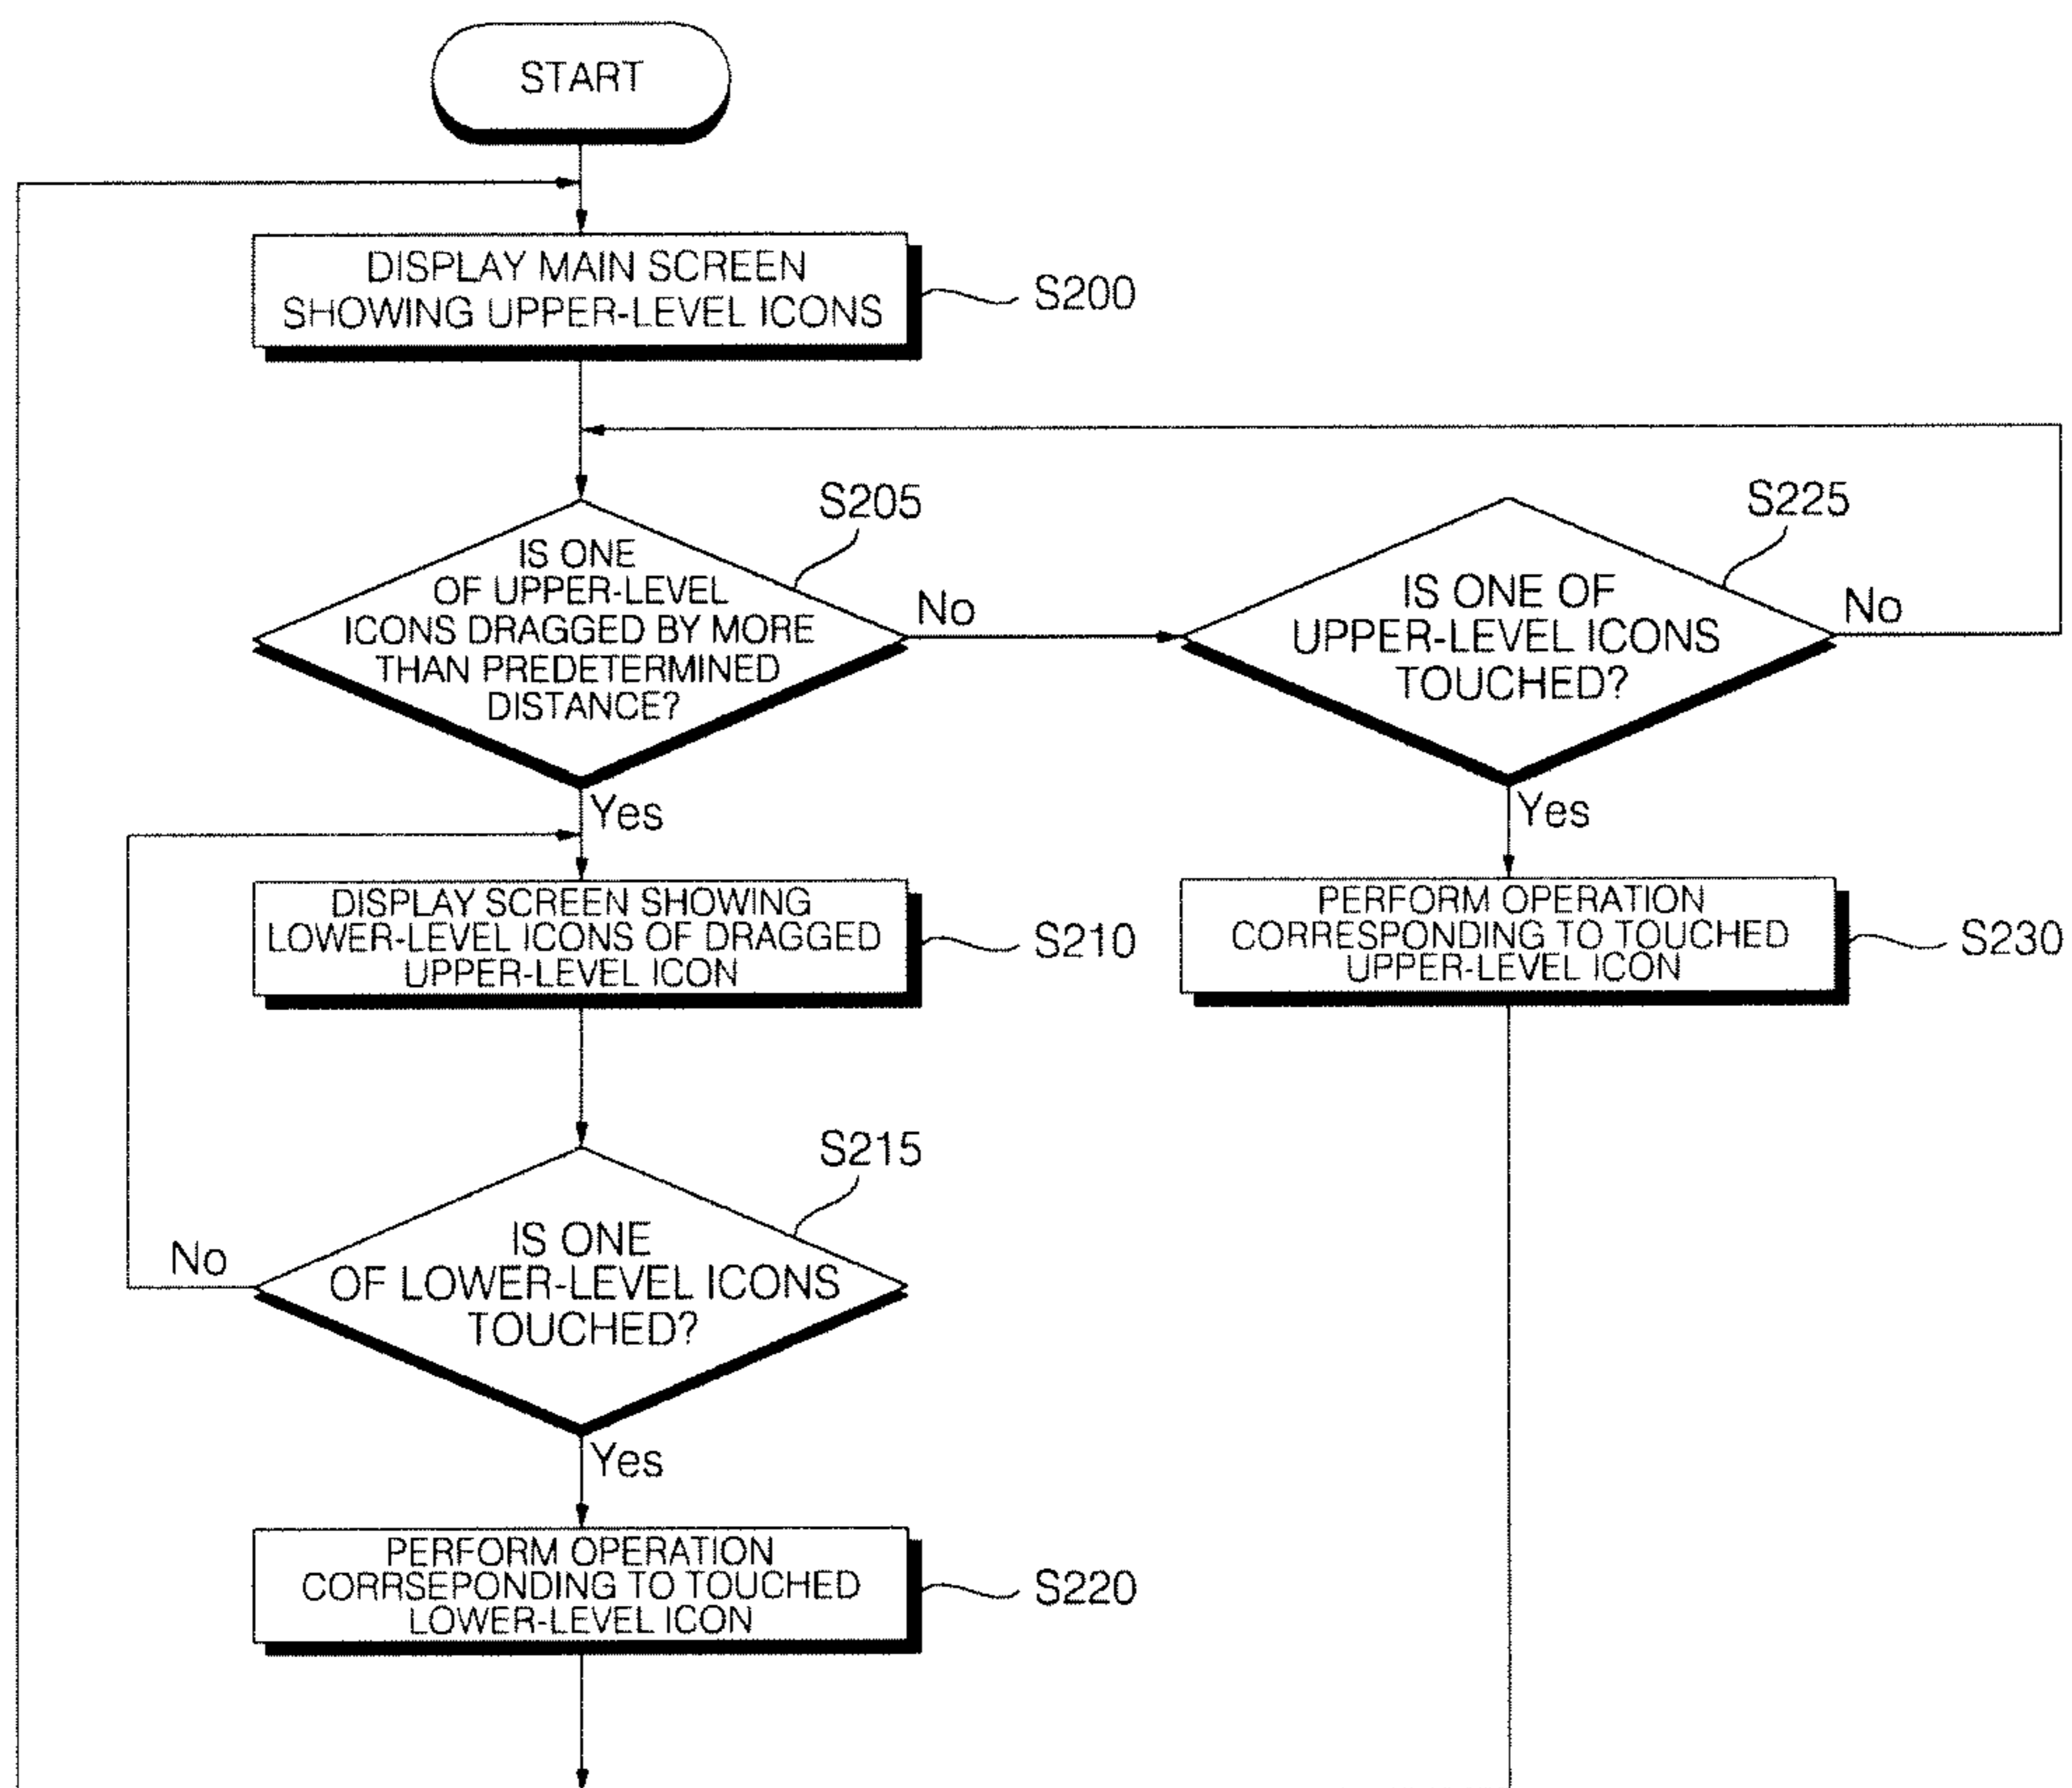 START
DISPLAY MAIN SCREEN
SHOWING UPPER-LEVEL ICONS
S200
S205
IS ONE
OF UPPER-LEVEL
ICONS DRAGGED BY MORE
THAN PREDETERMINED
DISTANCE?
No
S225
IS ONE OF
UPPER-LEVEL ICONS
TOUCHED?
No
Yes
Yes
DISPLAY SCREEN SHOWING
LOWER-LEVEL ICONS OF DRAGGED
UPPER-LEVEL ICON
S210
PERFORM OPERATION
CORRESPONDING TO TOUCHED
UPPER-LEVEL ICON
S230
S215
IS ONE
OF LOWER-LEVEL ICONS
TOUCHED?
No
Yes
PERFORM OPERATION
CORRSEPONDING TO TOUCHED
LOWER-LEVEL ICON
S220